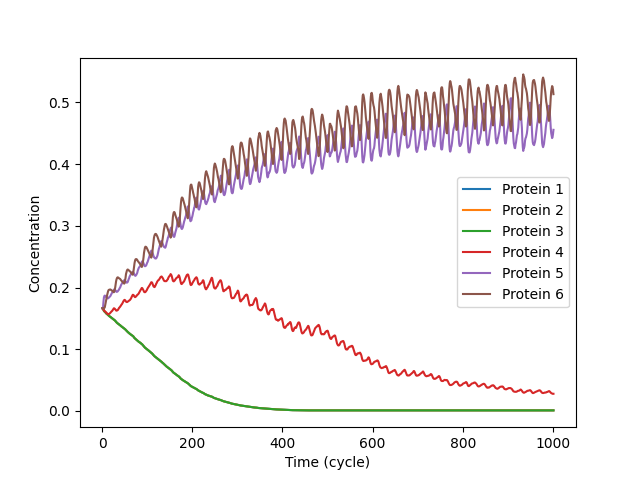 0.5
0.4
0.3
0.2
0.1
0.0
Concentration
Protein 1
Protein 2
Protein 3
Protein 4
Protein 5
Protein 6
0 200 400 600 800 1000
Time (cycle)